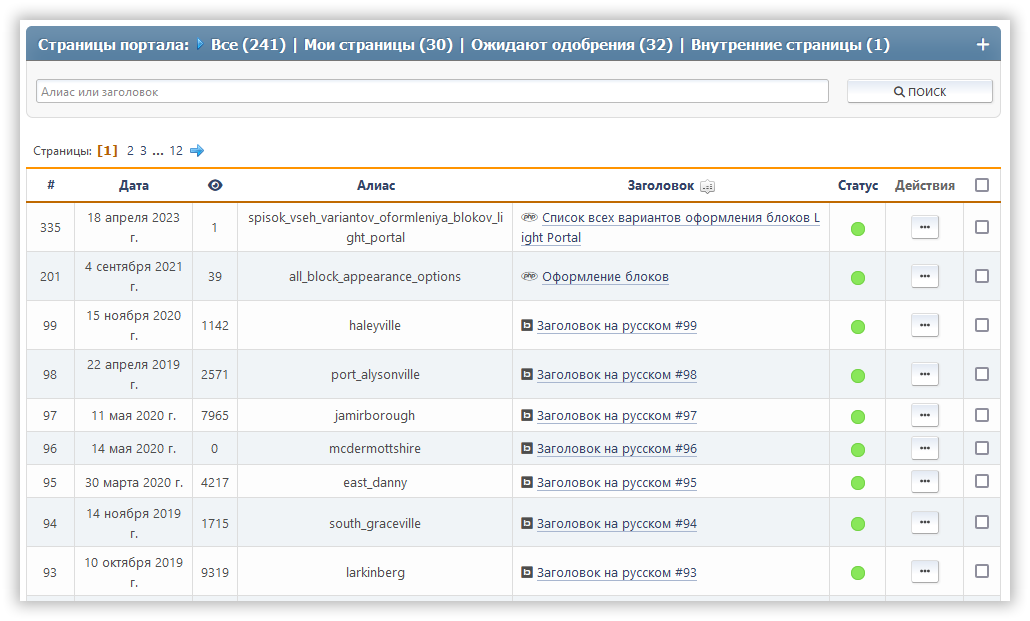 Страницы портала: Все (241) | Мои страницы (30) | Ожидают одобрения (32) | Внутренние страницы (1) +
Алиас или заголовок ПОИСК
Страницы: [1] 2 3 ... 12
# Дата Алиас Заголовок Статус Действия
335 18 апреля 2023 г. 1 spisok_vseh_variantov_oformleniya_blokov_light_portal php Список всех вариантов оформления блоков Light Portal ...
201 4 сентября 2021 г. 39 all_block_appearance_options php Оформление блоков ...
99 15 ноября 2020 г. 1142 haleyville b Заголовок на русском #99 ...
98 22 апреля 2019 г. 2571 port_alysonville b Заголовок на русском #98 ...
97 11 мая 2020 г. 7965 jamirborough b Заголовок на русском #97 ...
96 14 мая 2020 г. 0 mcdermottshire b Заголовок на русском #96 ...
95 30 марта 2020 г. 4217 east_danny b Заголовок на русском #95 ...
94 14 ноября 2019 г. 1715 south_graceville b Заголовок на русском #94 ...
93 10 октября 2019 г. 9319 larkinberg b Заголовок на русском #93 ...